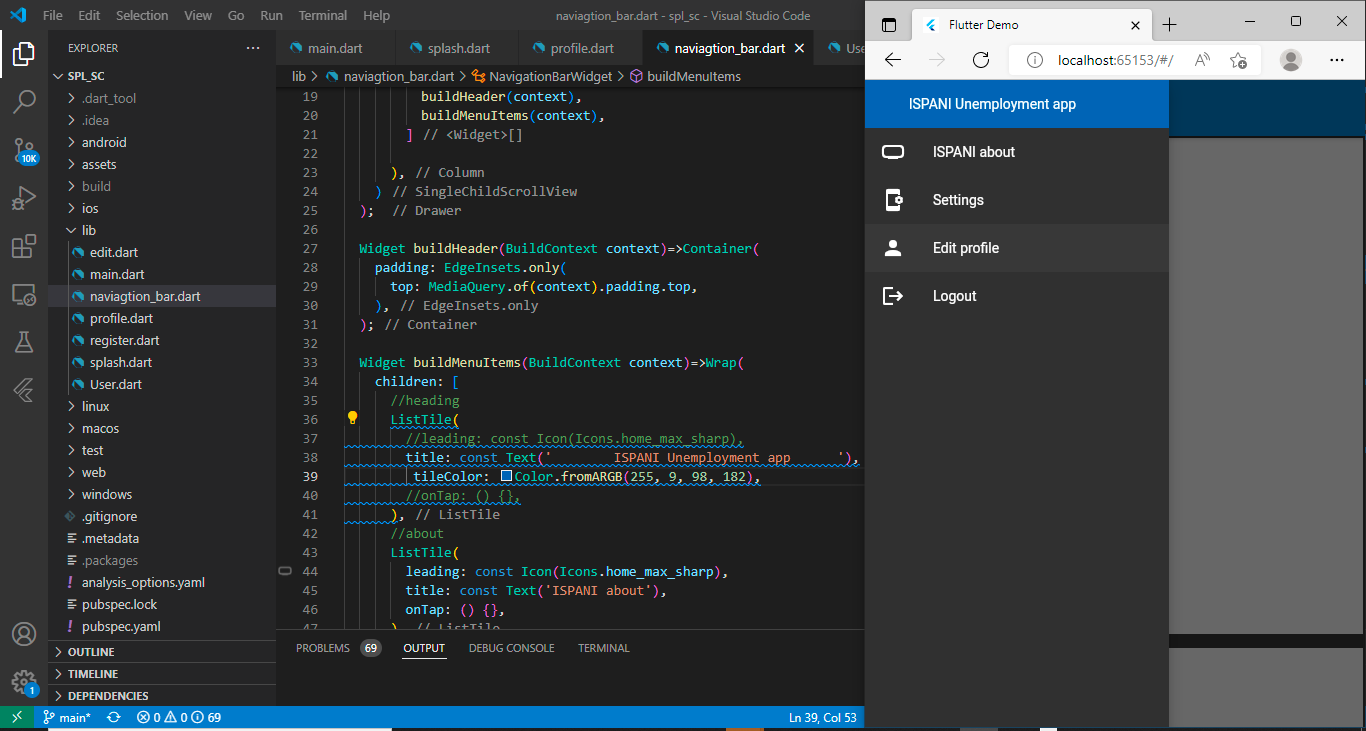 File Edit Selection View Go Run Terminal Help
naviagtion_bar.dart - spl_sc - Visual Studio Code
EXPLORER
SPL_SC
.dart_tool
.idea
android
assets
build
ios
lib
edit.dart
main.dart
naviagtion_bar.dart
profile.dart
register.dart
splash.dart
User.dart
linux
macos
test
web
windows
.gitignore
.metadata
.packages
analysis_options.yaml
pubspec.lock
pubspec.yaml
OUTLINE
TIMELINE
DEPENDENCIES
10K
1
main.dart splash.dart profile.dart naviagtion_bar.dart Use
lib > naviagtion_bar.dart > NavigationBarWidget > buildMenuItems
19 buildHeader(context),
20 buildMenuItems(context),
21 ] // <Widget>[]
22
23 ), // Column
24 ) // SingleChildScrollView
25 ); // Drawer
26
27 Widget buildHeader(BuildContext context)=>Container(
28 padding: EdgeInsets.only(
29 top: MediaQuery.of(context).padding.top,
30 ), // EdgeInsets.only
31 ); // Container
32
33 Widget buildMenuItems(BuildContext context)=>Wrap(
34 children: [
35 //heading
36 ListTile(
37 //leading: const Icon(Icons.home_max_sharp),
38 title: const Text('        ISPANI Unemployment app      '),
39 tileColor: Color.fromARGB(255, 9, 98, 182),
40 //onTap: () {},
41 ), // ListTile
42 //about
43 ListTile(
44 leading: const Icon(Icons.home_max_sharp),
45 title: const Text('ISPANI about'),
46 onTap: () {},
47 ), // ListTile
PROBLEMS 69 OUTPUT DEBUG CONSOLE TERMINAL
main* 0 0 69
Ln 39, Col 53
Flutter Demo
localhost:65153/#/
ISPANI Unemployment app
ISPANI about
Settings
Edit profile
Logout